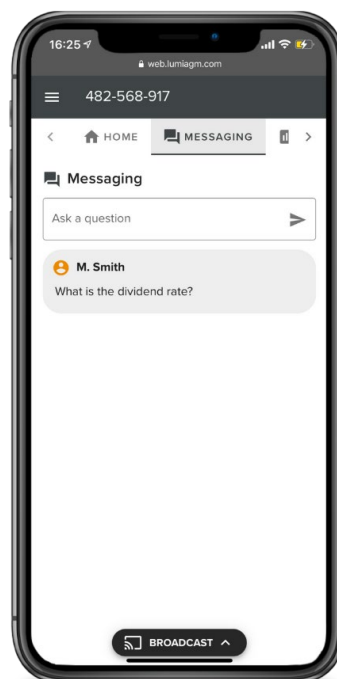 16:25
web.lumiagm.com
482-568-917
HOME
MESSAGING
Messaging
Ask a question
M. Smith
What is the dividend rate?
BROADCAST